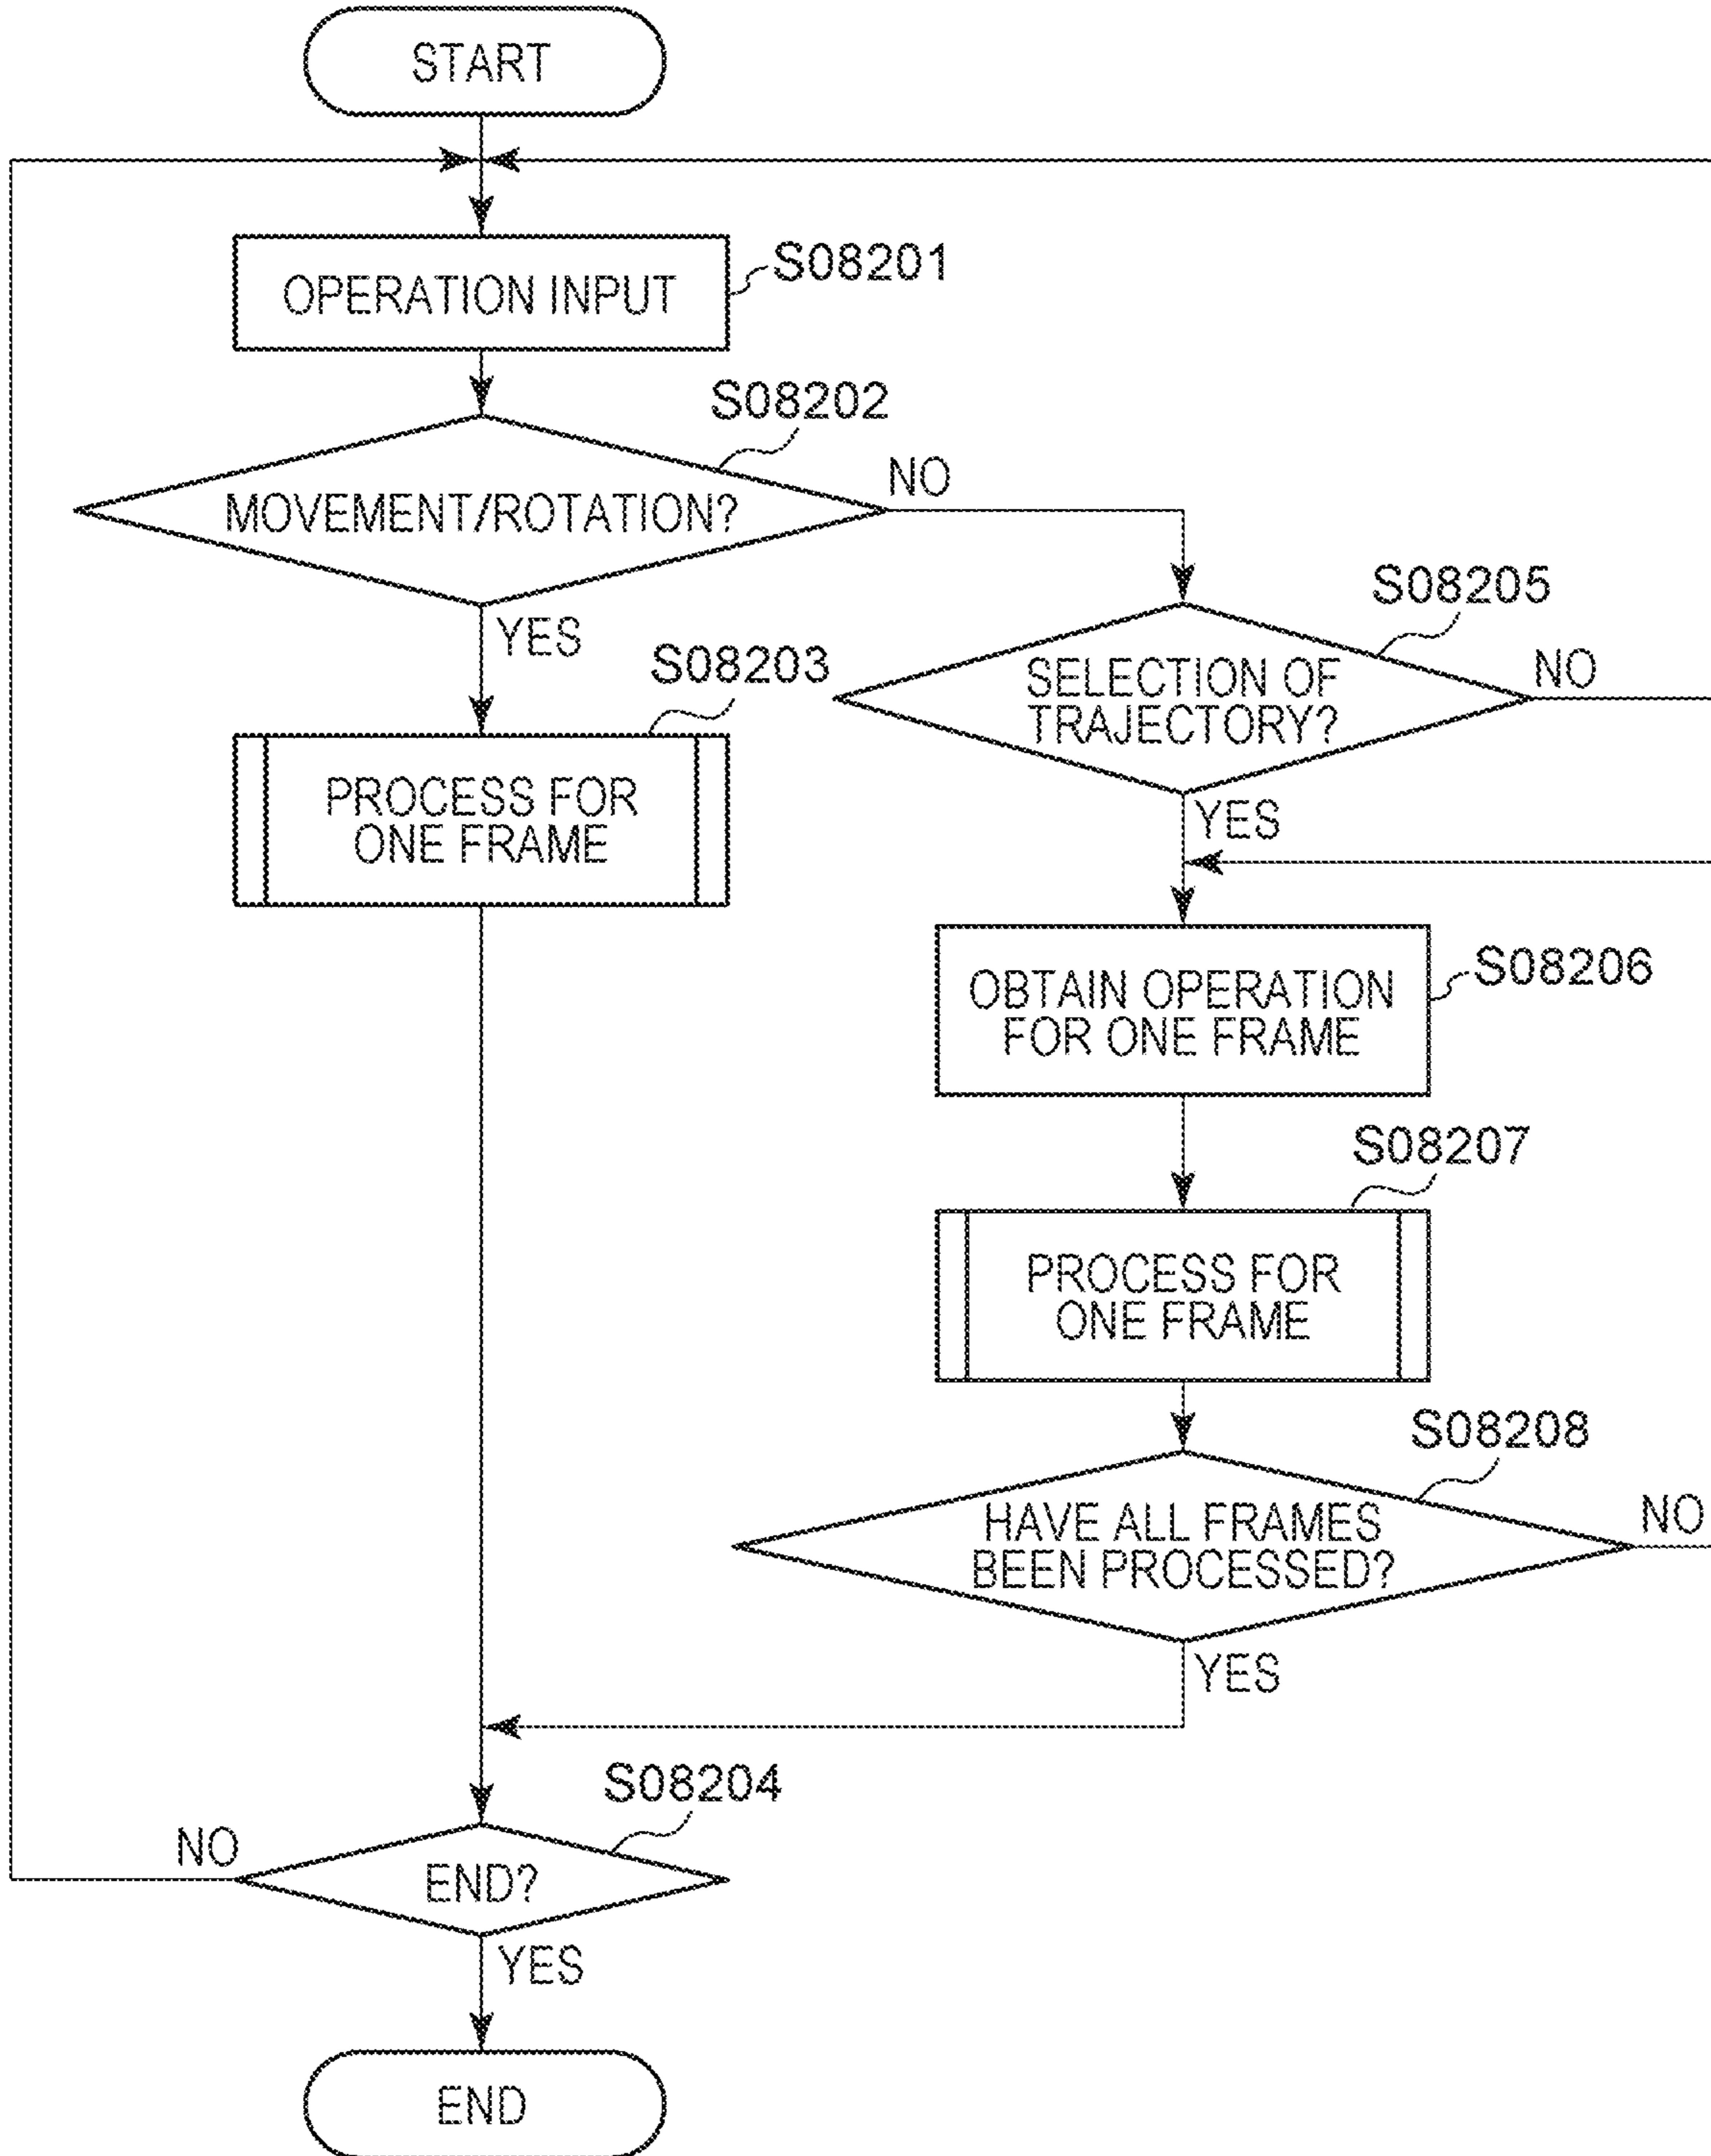 START
OPERATION INPUT
S08201
S08202
MOVEMENT/ROTATION?
NO
YES
S08203
PROCESS FOR
ONE FRAME
S08205
SELECTION OF
TRAJECTORY?
NO
YES
OBTAIN OPERATION
FOR ONE FRAME
S08206
S08207
PROCESS FOR
ONE FRAME
S08208
HAVE ALL FRAMES
BEEN PROCESSED?
NO
YES
S08204
END?
NO
YES
END